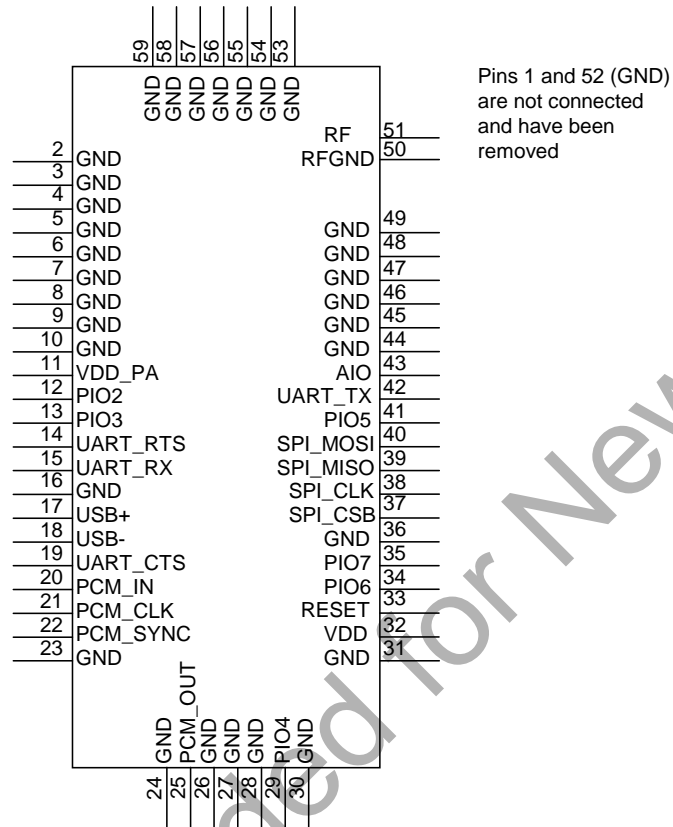 59 58 57 56 55 54 53
GND GND GND GND GND GND GND
Pins 1 and 52 (GND)
are not connected
and have been
removed
RF 51
2 GND RFGND 50
3 GND
4 GND
5 GND GND 49
6 GND GND 48
7 GND GND 47
8 GND GND 46
9 GND GND 45
10 GND GND 44
11 VDD_PA AIO 43
12 PIO2 UART_TX 42
13 PIO3 PIO5 41
14 UART_RTS SPI_MOSI 40
15 UART_RX SPI_MISO 39
16 GND SPI_CLK 38
17 USB+ SPI_CSB 37
18 USB- GND 36
19 UART_CTS PIO7 35
20 PCM_IN PIO6 34
21 PCM_CLK RESET 33
22 PCM_SYNC VDD 32
23 GND GND 31
GND PCM_OUT GND GND GND PIO4 GND
24 25 26 27 28 29 30
ded for New